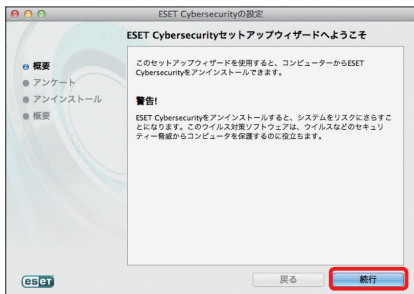 ESET Cybersecurityの設定
ESET Cybersecurityセットアップウィザードへようこそ
概要
アンケート
アンインストール
概要
このセットアップウィザードを使用すると、コンピューターからESET
Cybersecurityをアンインストールできます。
警告!
ESET Cybersecurityをアンインストールすると、システムをリスクにさらすこ
とになります。このウイルス対策ソフトウェアは、ウイルスなどのセキュリ
ティー脅威からコンピュータを保護するのに役立ちます。
eseT
戻る
続行